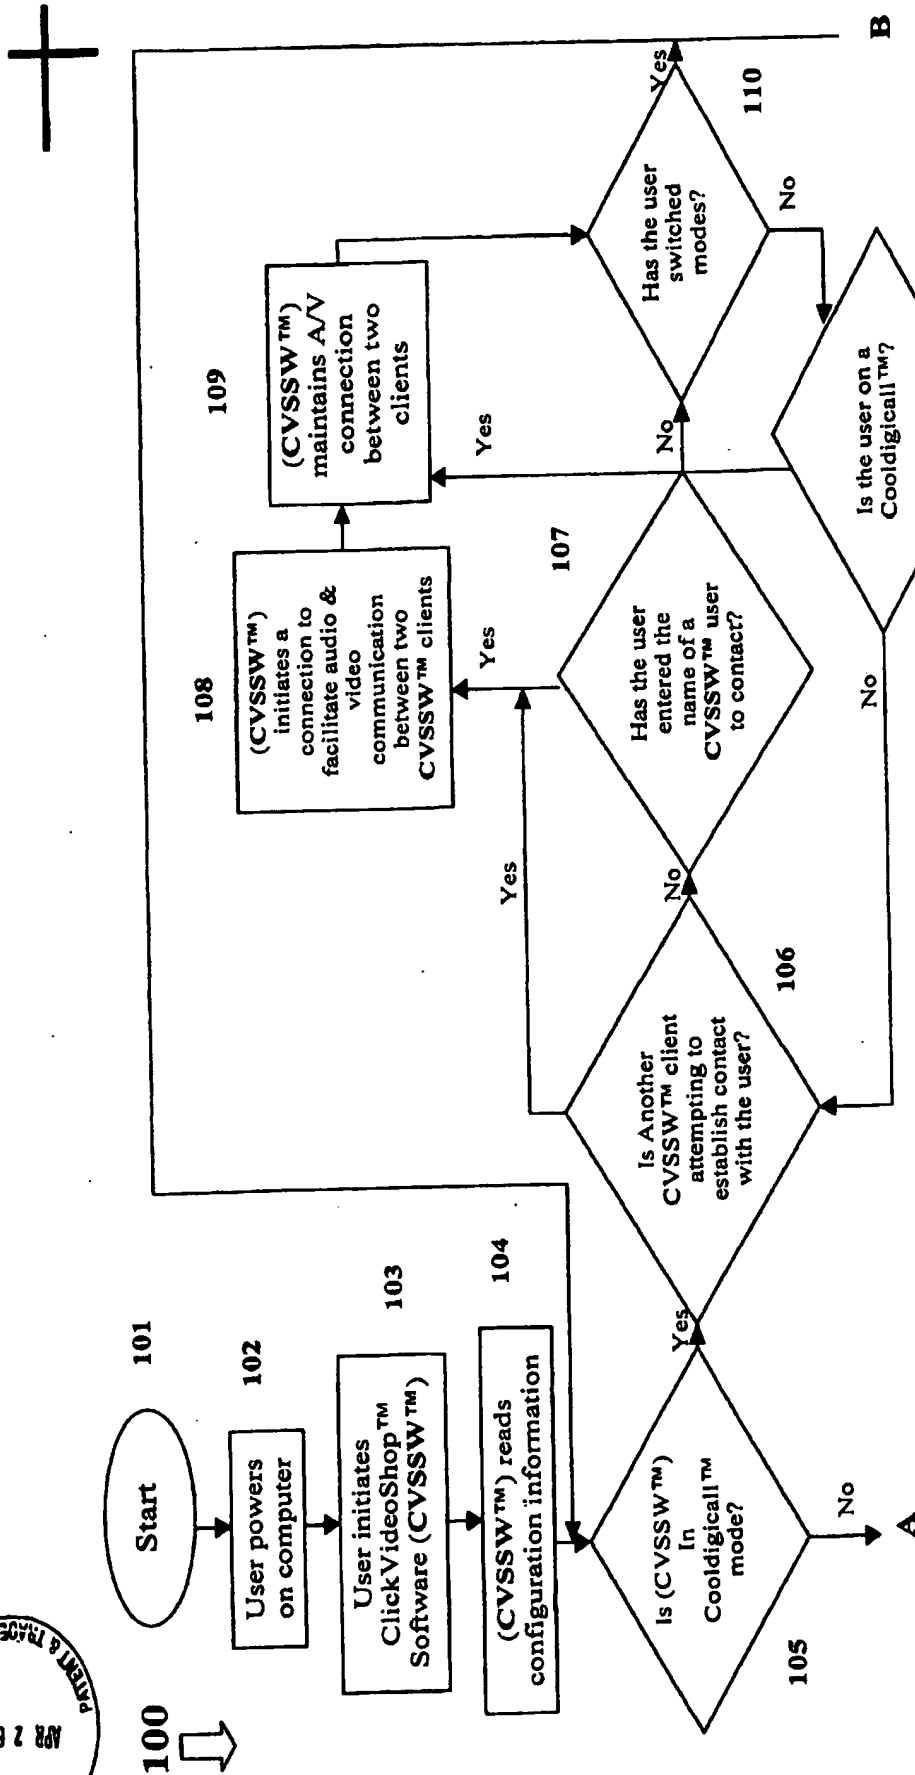 PATENT & TRADE
APR 2
100
Start
101
User powers
on computer
102
User initiates
ClickVideoShop™
Software (CVSSW™)
103
(CVSSW™) reads
configuration information
104
Is (CVSSW™)
In
Cooldigicall™
mode?
105
Yes
No
A
Is Another
CVSSW™ client
attempting to
establish contact
with the user?
106
Yes
No
Has the user
entered the
name of a
CVSSW™ user
to contact?
107
Yes
No
(CVSSW™)
initiates a
connection to
facilitate audio &
video
communication
between two
CVSSW™ clients
108
(CVSSW™)
maintains A/V
connection
between two
clients
109
Has the user
switched
modes?
110
Yes
No
B
Is the user on a
Cooldigicall™?
Yes
No